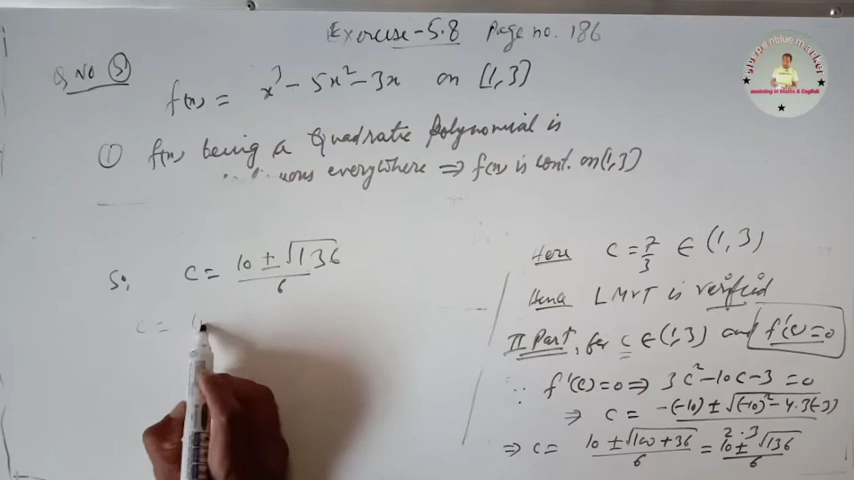 Exercise-5.8 Page no. 186
Q No (5)
f(x) = x³ - 5x² - 3x on [1,3]
① f(x) being a Quadratic polynomial is
uous everywhere ⇒ f(x) is cont. on [1,3]
So, c = 10 ± √136 / 6
c =
Here c = 7/3 ∈ (1,3)
Hence LMVT is verified
II Part, for c ∈ (1,3) and f'(c) = 0
∵ f'(c) = 0 ⇒ 3c² - 10c - 3 = 0
⇒ c = -(-10) ± √(-10)² - 4·3(-3) / 2·3
⇒ c = 10 ± √100 + 36 / 6 = 10 ± √136 / 6